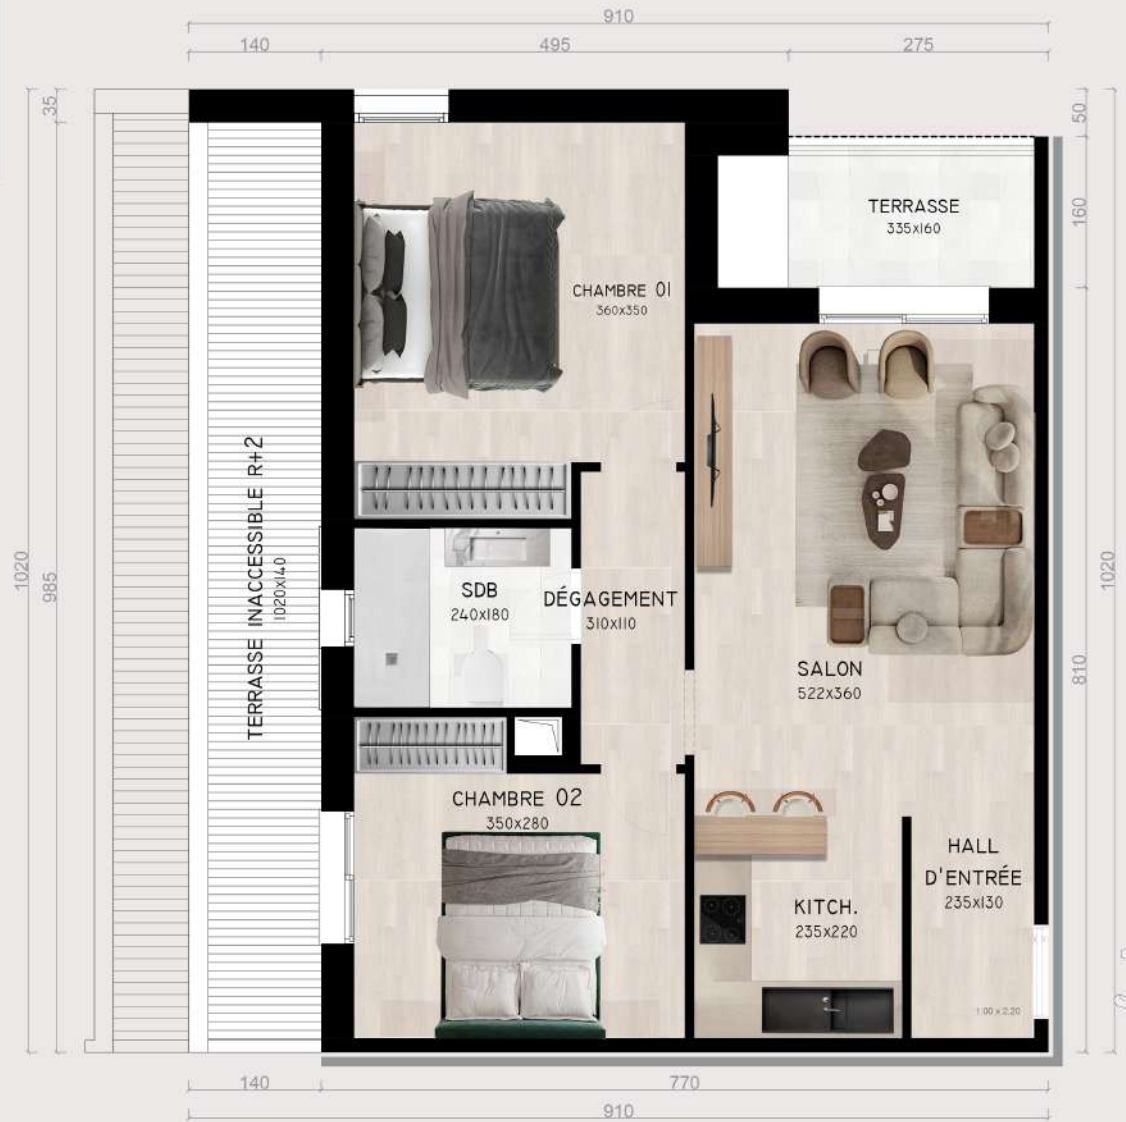 910
140
495
275
35
50
TERRASSE
335x160
160
CHAMBRE 01
360x350
TERRASSE INACCESSIBLE R+2
1020x140
1020
985
SDB
240x180
DÉGAGEMENT
310x110
1020
SALON
522x360
810
CHAMBRE 02
350x280
HALL
D'ENTRÉE
235x130
KITCH.
235x220
1.00 x 2.20
140
770
910